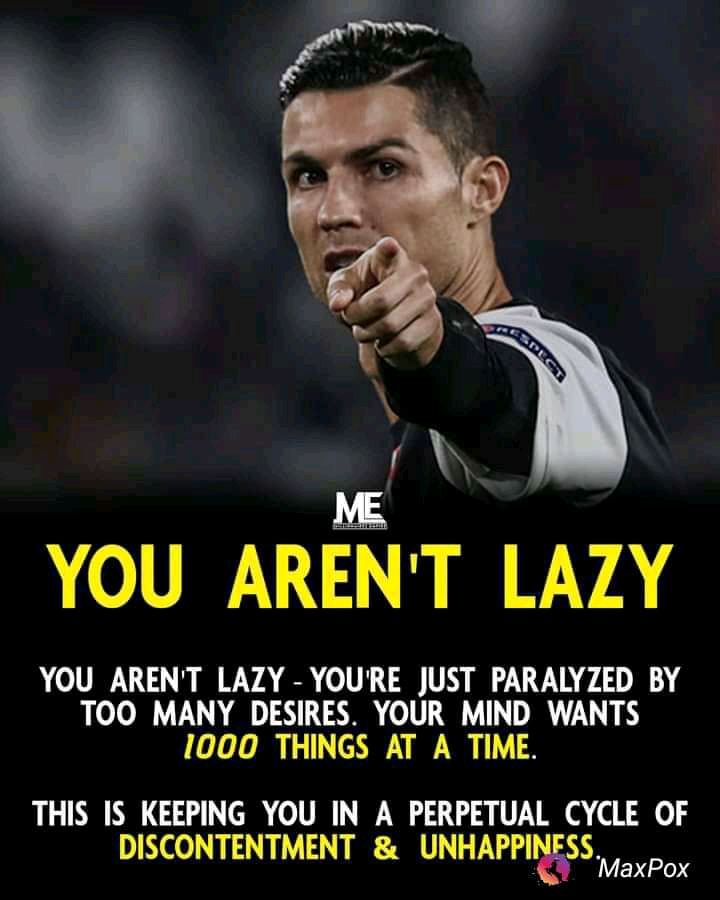 RESPECT
ME
YOU AREN'T LAZY
YOU AREN'T LAZY - YOU'RE JUST PARALYZED BY
TOO MANY DESIRES. YOUR MIND WANTS
1000 THINGS AT A TIME.
THIS IS KEEPING YOU IN A PERPETUAL CYCLE OF
DISCONTENTMENT & UNHAPPINESS.
MaxPox